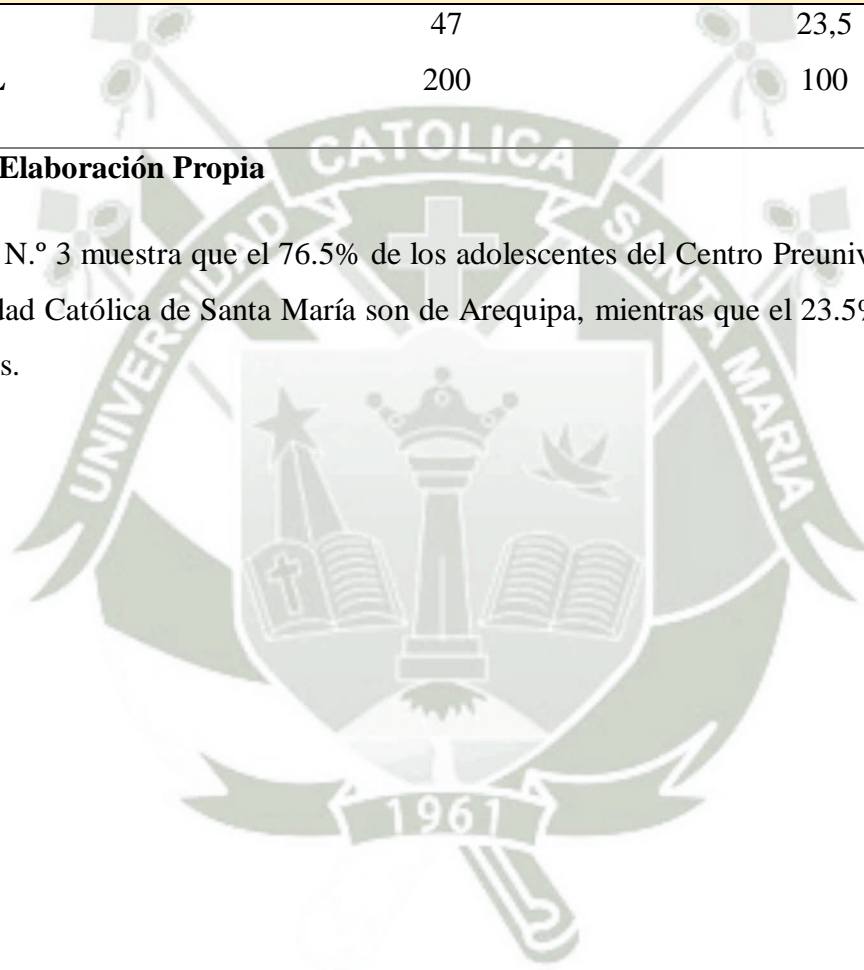 47 23,5
200 100
Elaboración Propia
N.º 3 muestra que el 76.5% de los adolescentes del Centro Preuniv
dad Católica de Santa María son de Arequipa, mientras que el 23.5%
s.
UNIVERSIDAD CATOLICA SANTA MARIA
1961